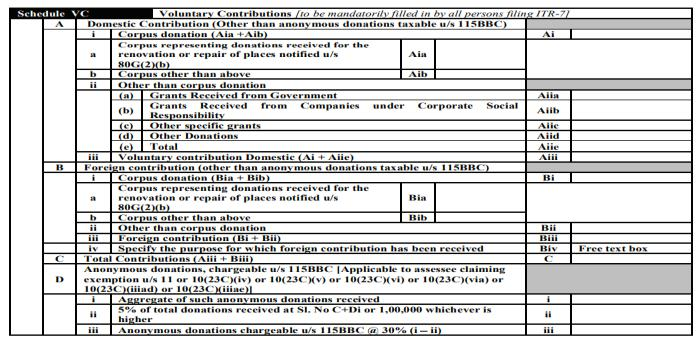 Schedule VC Voluntary Contributions [to be mandatorily filled in by all persons filing ITR-7]
A Domestic Contribution (Other than anonymous donations taxable u/s 115BBC)
i Corpus donation (Aia +Aib) Ai
a Corpus representing donations received for the
renovation or repair of places notified u/s
80G(2)(b) Aia
b Corpus other than above Aib
ii Other than corpus donation
(a) Grants Received from Government Aiia
(b) Grants Received from Companies under Corporate Social
Responsibility Aiib
(c) Other specific grants Aiic
(d) Other Donations Aiid
(e) Total Aiie
iii Voluntary contribution Domestic (Ai + Aiie) Aiii
B Foreign contribution (other than anonymous donations taxable u/s 115BBC)
i Corpus donation (Bia + Bib) Bi
a Corpus representing donations received for the
renovation or repair of places notified u/s
80G(2)(b) Bia
b Corpus other than above Bib
ii Other than corpus donation Bii
iii Foreign contribution (Bi + Bii) Biii
iv Specify the purpose for which foreign contribution has been received Biv Free text box
C Total Contributions (Aiii + Biii) C
D Anonymous donations, chargeable u/s 115BBC [Applicable to assessee claiming
exemption u/s 11 or 10(23C)(iv) or 10(23C)(v) or 10(23C)(vi) or 10(23C)(via) or
10(23C)(iiiad) or 10(23C)(iiiae)]
i Aggregate of such anonymous donations received i
ii 5% of total donations received at Sl. No C+Di or 1,00,000 whichever is
higher ii
iii Anonymous donations chargeable u/s 115BBC @ 30% (i – ii) iii